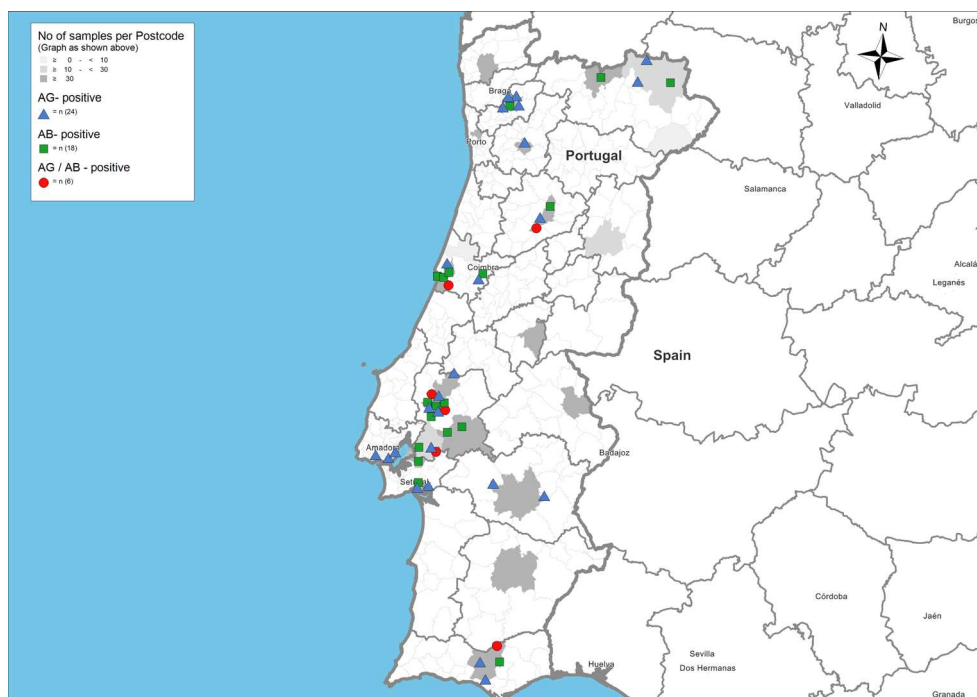 No of samples per Postcode
(Graph as shown above)
≥ 0 - < 10
≥ 10 - < 30
≥ 30
AG- positive
= n (24)
AB- positive
= n (18)
AG / AB - positive
= n (6)
N
Burgos
Valladolid
Braga
Porto
Portugal
Salamanca
Alcalá
Coimbra
Leganés
Spain
Amadora
Badajoz
Setúbal
Córdoba
Jaén
Sevilla
Huelva
Dos Hermanas
Granada